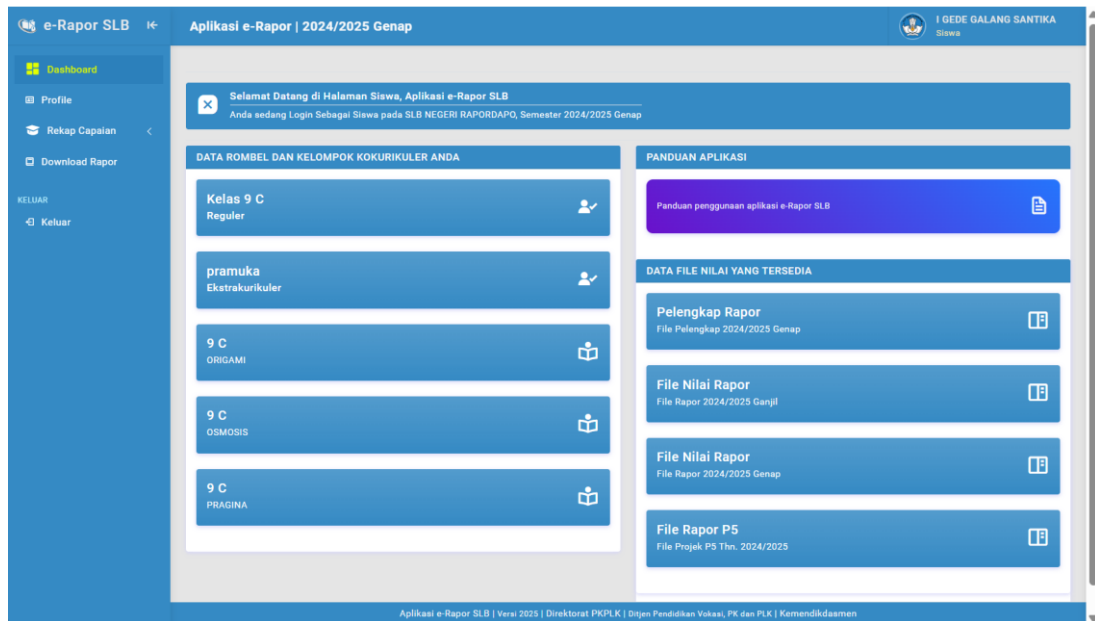 e-Rapor SLB
Aplikasi e-Rapor | 2024/2025 Genap
I GEDE GALANG SANTIKA
Siswa
Dashboard
Profile
Rekap Capaian
Download Rapor
KELUAR
Keluar
Selamat Datang di Halaman Siswa, Aplikasi e-Rapor SLB
Anda sedang Login Sebagai Siswa pada SLB NEGERI RAPORDAPO, Semester 2024/2025 Genap
DATA ROMBEL DAN KELOMPOK KOKURIKULER ANDA
Kelas 9 C
Reguler
pramuka
Ekstrakurikuler
9 C
ORIGAMI
9 C
OSMOSIS
9 C
PRAGINA
PANDUAN APLIKASI
Panduan penggunaan aplikasi e-Rapor SLB
DATA FILE NILAI YANG TERSEDIA
Pelengkap Rapor
File Pelengkap 2024/2025 Genap
File Nilai Rapor
File Rapor 2024/2025 Ganjil
File Nilai Rapor
File Rapor 2024/2025 Genap
File Rapor P5
File Projek P5 Thn. 2024/2025
Aplikasi e-Rapor SLB | Versi 2025 | Direktorat PKPLK | Ditjen Pendidikan Vokasi, PK dan PLK | Kemendikdasmen